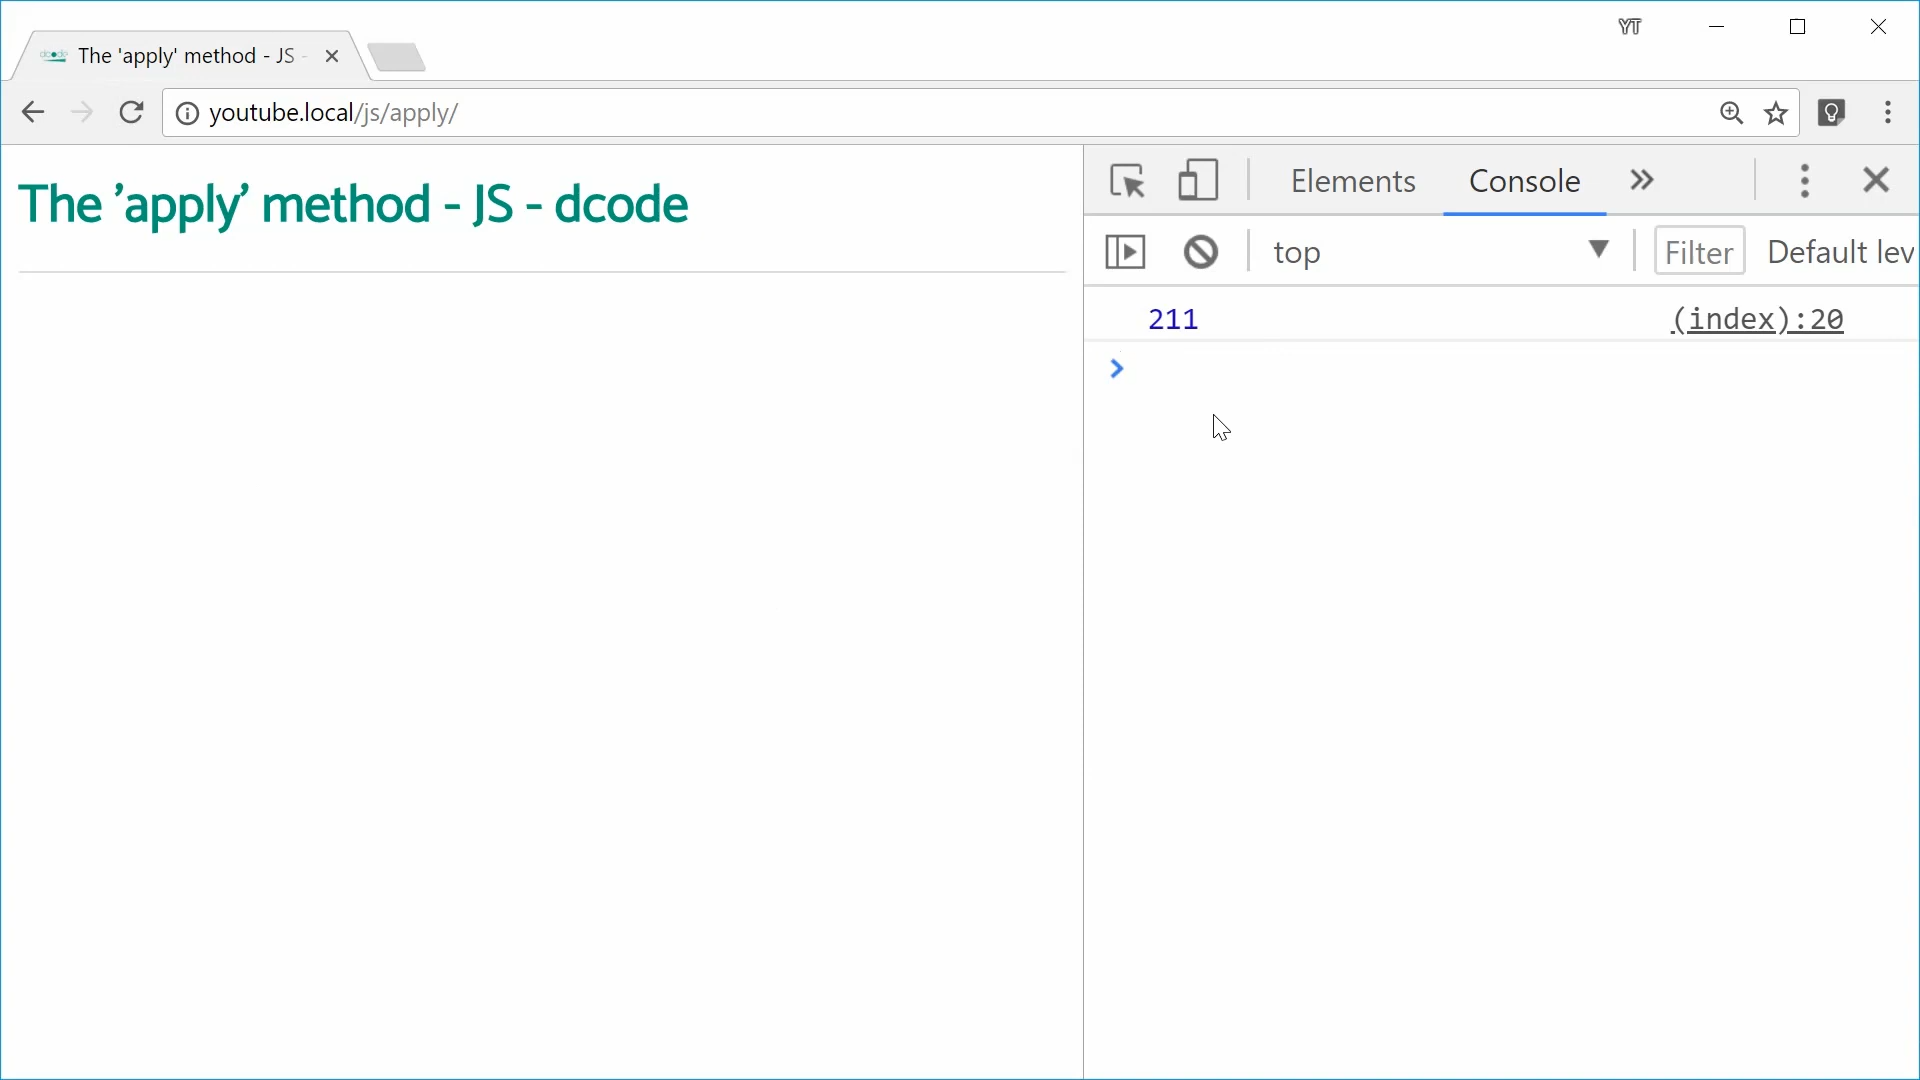 YT
The 'apply' method - JS -
youtube.local/js/apply/
The 'apply' method - JS - dcode
Elements
Console
top
Filter
Default lev
211
(index):20